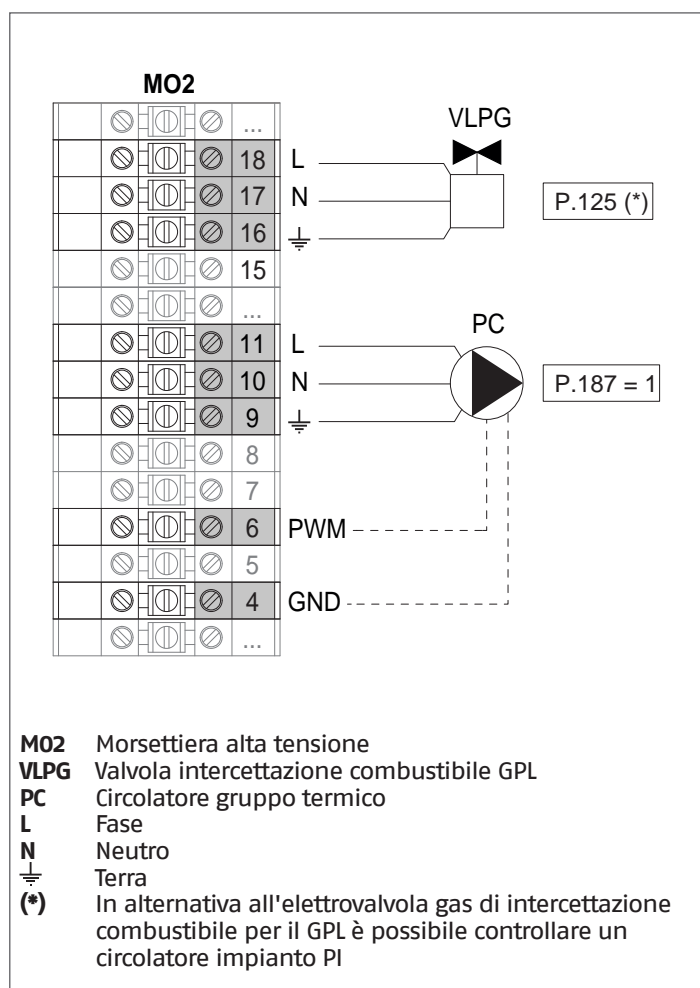 MO2
VLPG
...
18 L
17 N
P.125 (*)
16
15
...
PC
11 L
10 N
P.187 = 1
9
8
7
6 PWM
5
4 GND
...
M02 Morsettiera alta tensione
VLPG Valvola intercettazione combustibile GPL
PC Circolatore gruppo termico
L Fase
N Neutro
Terra
(*) In alternativa all'elettrovalvola gas di intercettazione
combustibile per il GPL è possibile controllare un
circolatore impianto PI